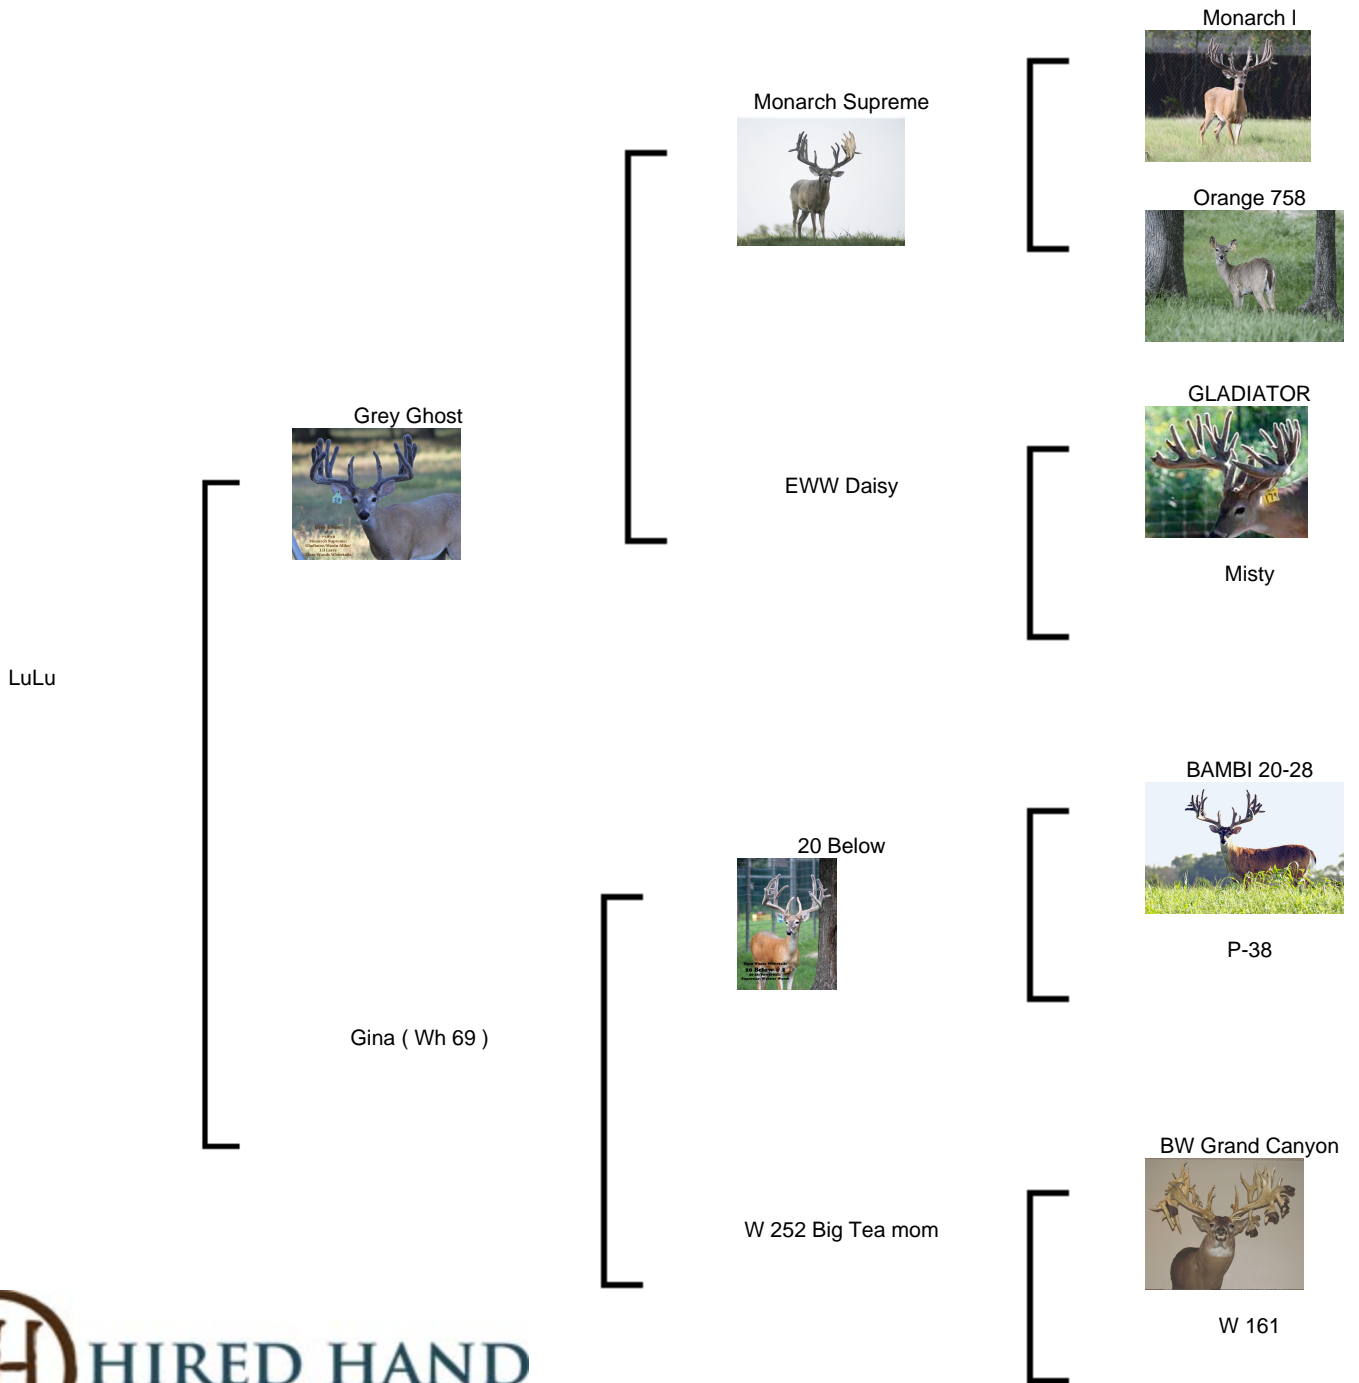 Monarch I
Monarch Supreme
Orange 758
GLADIATOR
Grey Ghost
EWW Daisy
Misty
LuLu
BAMBI 20-28
20 Below
P-38
Gina ( Wh 69 )
BW Grand Canyon
W 252 Big Tea mom
W 161
H HIRED HAND